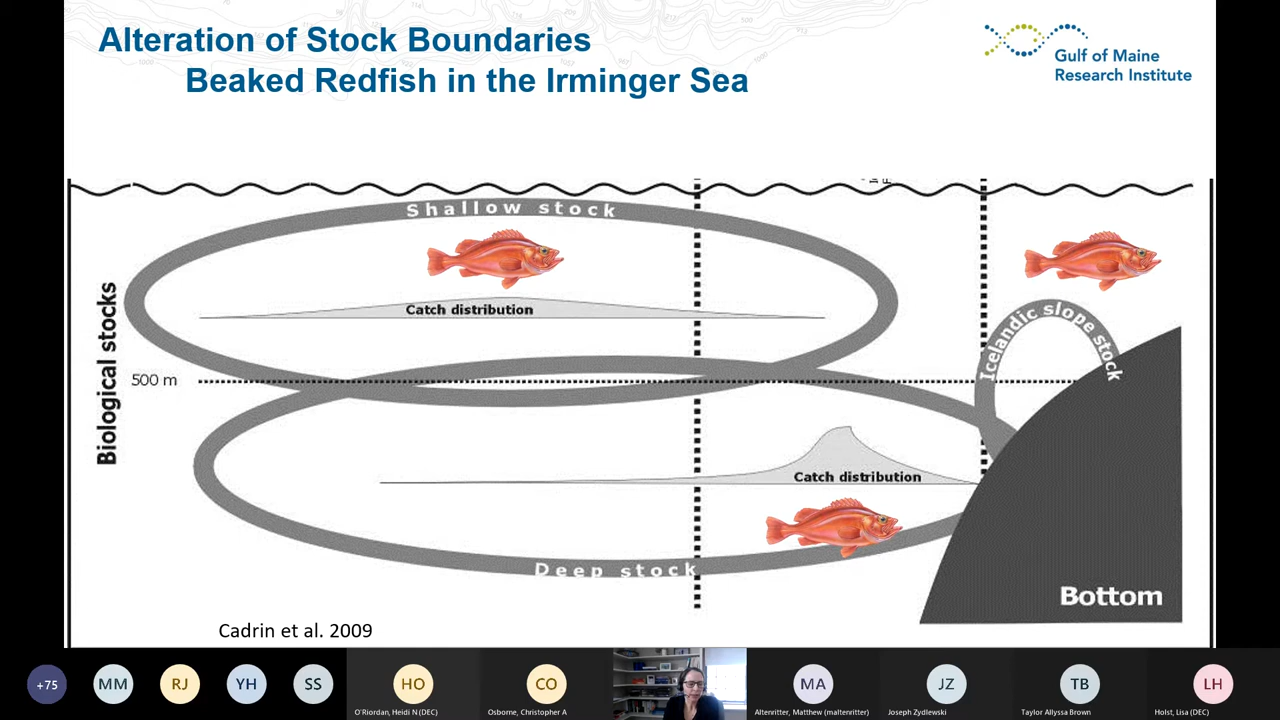 Alteration of Stock Boundaries
Beaked Redfish in the Irminger Sea
Gulf of Maine
Research Institute
Shallow stock
Catch distribution
Biological stocks
500 m
Icelandic slope stock
Catch distribution
Deep stock
Bottom
Cadrin et al. 2009
+75
MM
RJ
YH
SS
HO
CO
MA
JZ
TB
LH
O'Riordan, Heidi N (DEC)
Osborne, Christopher A
Altenritter, Matthew (maltenritter)
Joseph Zydlewski
Taylor Allyssa Brown
Holst, Lisa (DEC)